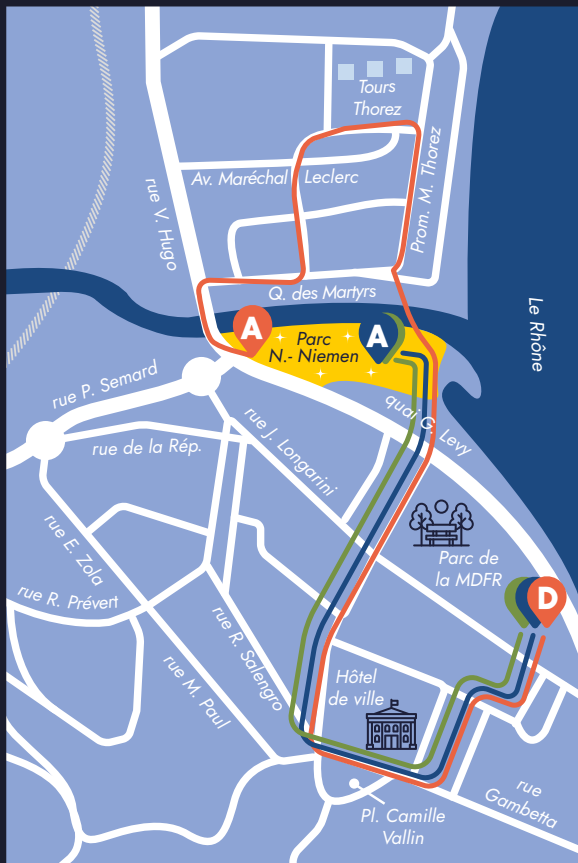 Tours
Thorez
Av. Maréchal Leclerc
Prom. M. Thorez
rue V. Hugo
Q. des Martyrs
Le Rhône
A
A
Parc
N.- Niemen
rue P. Semard
quai G. Levy
rue J. Longarini
rue de la Rép.
Parc de
la MDFR
rue E. Zola
D
rue R. Prévert
rue R. Salengro
rue M. Paul
Hôtel
de ville
rue
Gambetta
Pl. Camille
Vallin